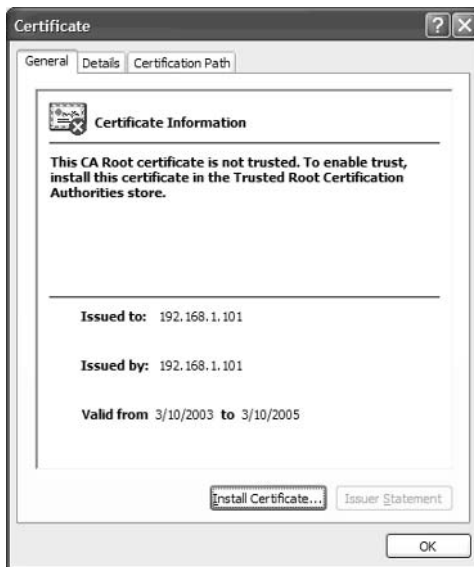 Certificate
General Details Certification Path
Certificate Information
This CA Root certificate is not trusted. To enable trust,
install this certificate in the Trusted Root Certification
Authorities store.
Issued to: 192.168.1.101
Issued by: 192.168.1.101
Valid from 3/10/2003 to 3/10/2005
Install Certificate... Issuer Statement
OK